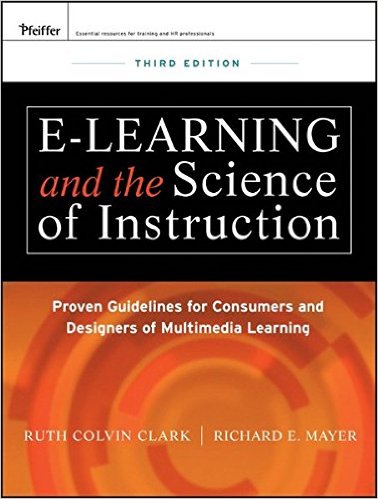 Pfeiffer
Essential resources for training and HR professionals
THIRD EDITION
E-LEARNING
and the Science
of Instruction
Proven Guidelines for Consumers and
Designers of Multimedia Learning
RUTH COLVIN CLARK | RICHARD E. MAYER